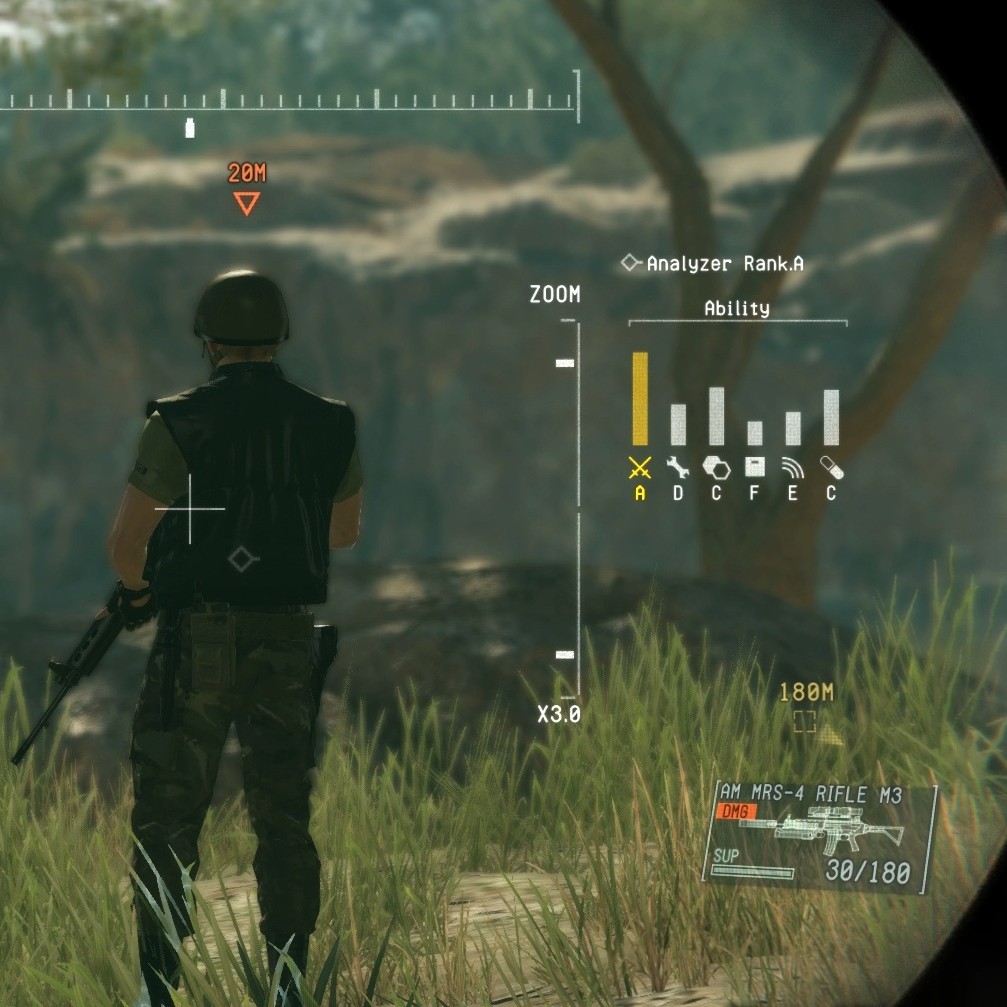 20M
Analyzer Rank.A
ZOOM
Ability
A D C F E C
180M
X3.0
AM MRS-4 RIFLE M3
DMG
SUP
30/180